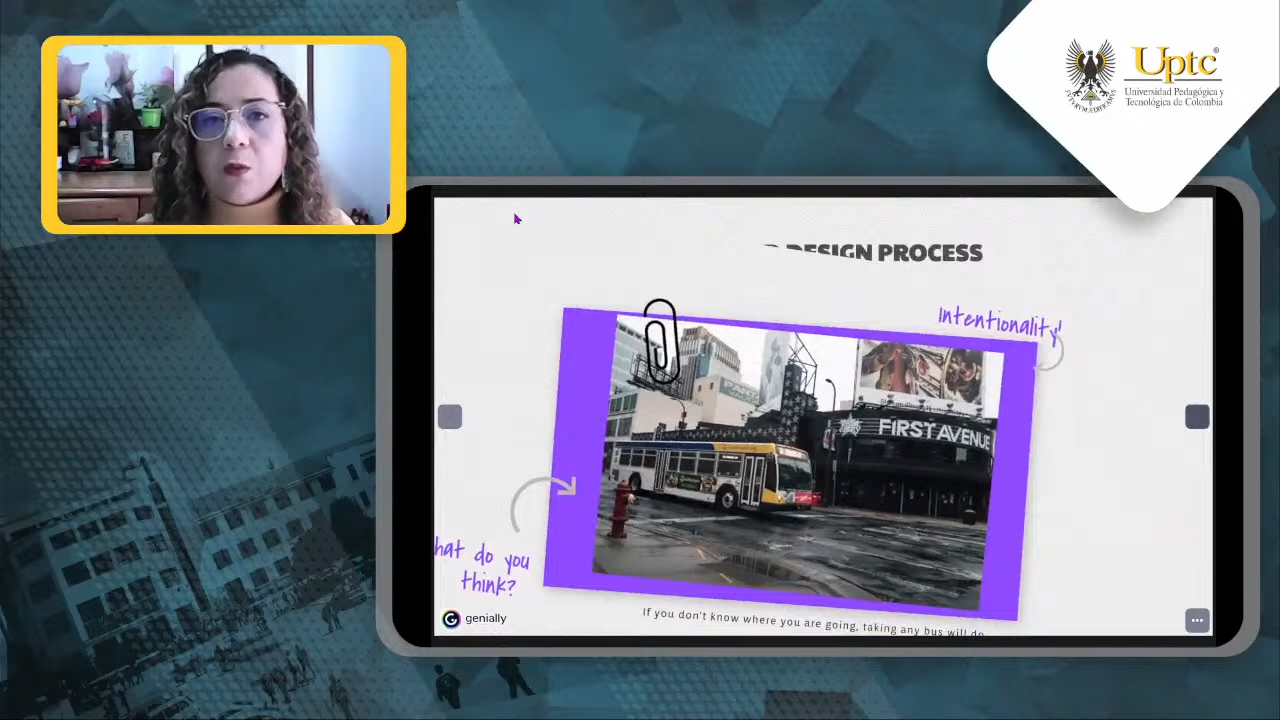 Uptc
Universidad Pedagógica y
Tecnológica de Colombia
DESIGN PROCESS
Intentionality!
FIRST AVENUE
hat do you
think?
If you don't know where you are going, taking any bus will do
genially